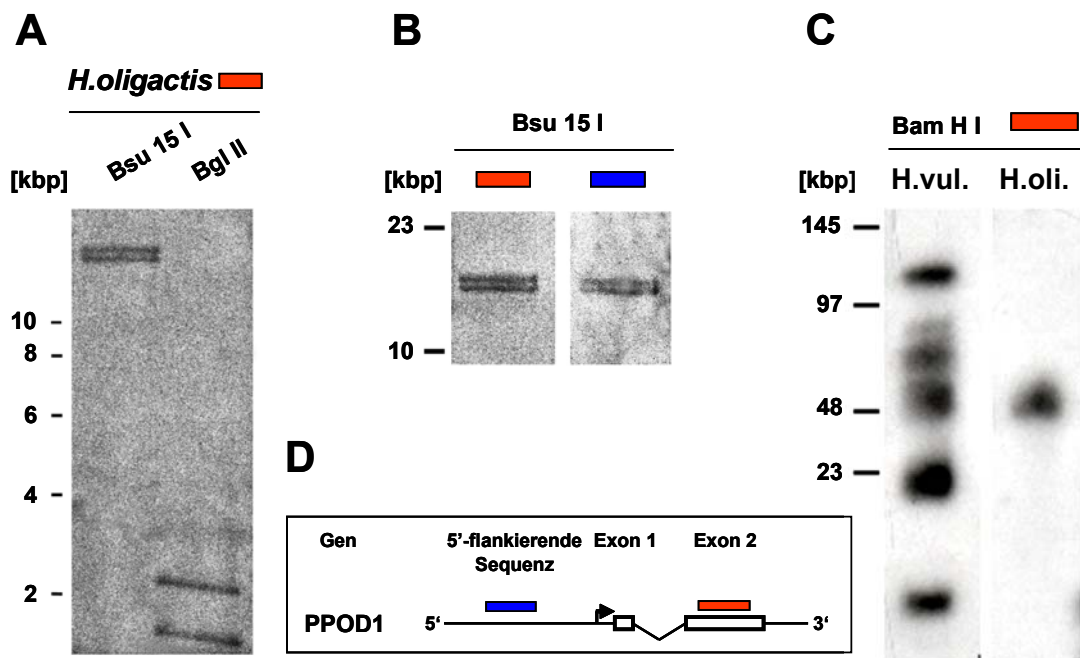 A
H.oligactis
Bsu 15 I
Bgl II
[kbp]
10
8
6
4
2
B
Bsu 15 I
[kbp]
23
10
C
Bam H I
[kbp]
H.vul.
H.oli.
145
97
48
23
D
Gen
5'-flankierende
Sequenz
Exon 1
Exon 2
PPOD1
5‘
3‘